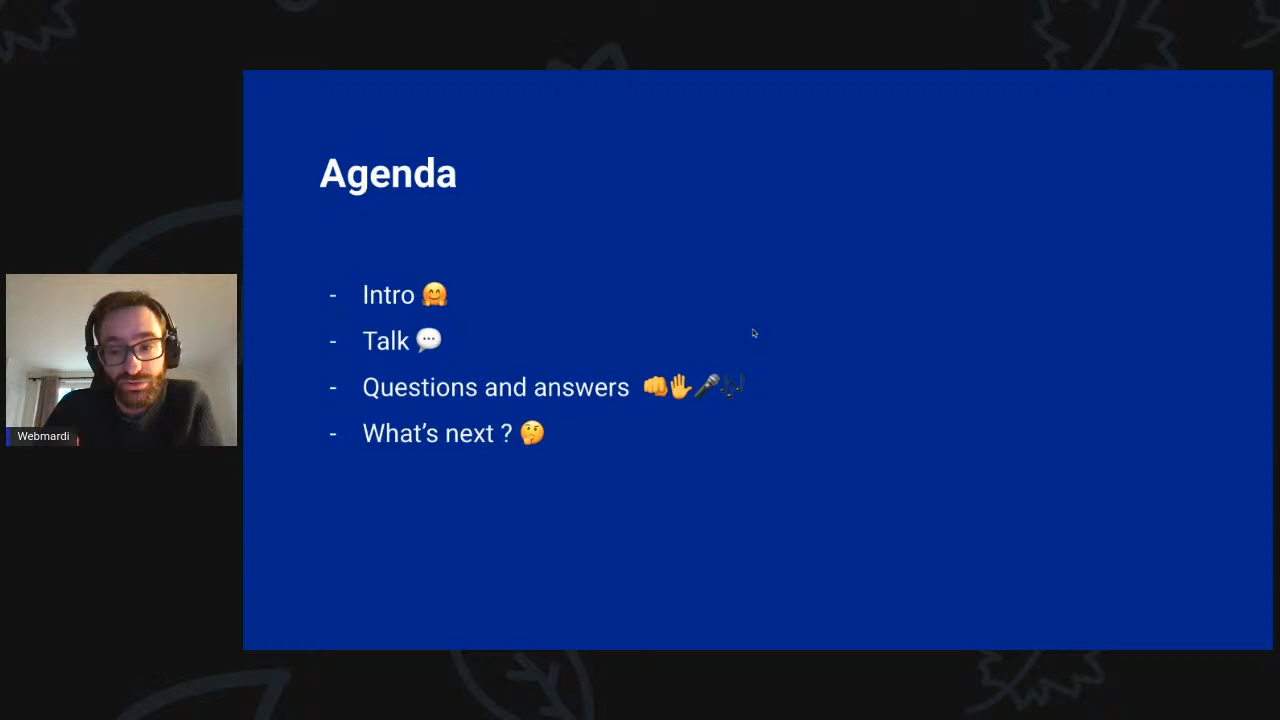 Agenda
- Intro 🤗
- Talk 💬
- Questions and answers 👊✋🎤🎶
- What's next ? 🤔
Webmardi